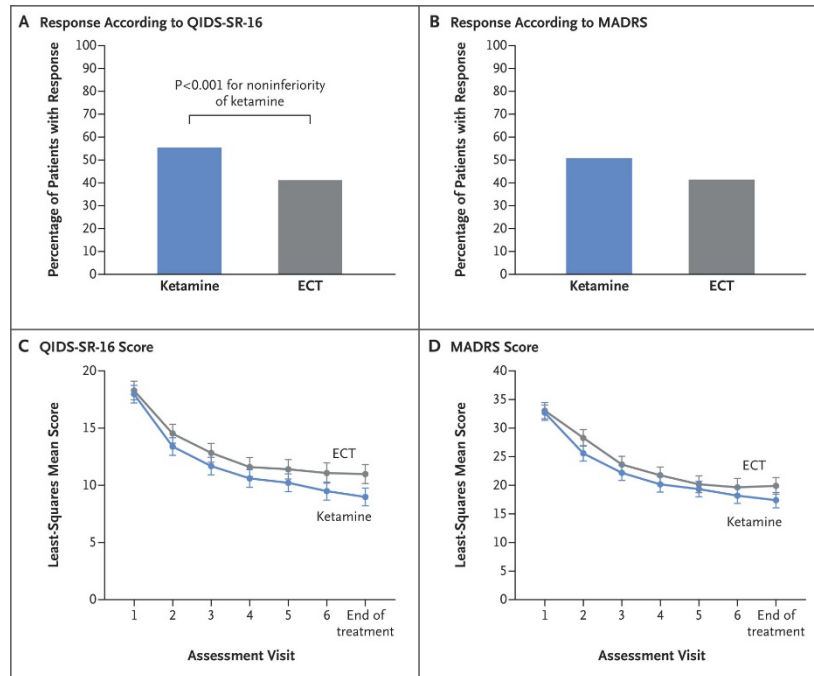 A Response According to QIDS-SR-16
Percentage of Patients with Response
100
90
80
70
60
50
40
30
20
10
0
P<0.001 for noninferiority
of ketamine
Ketamine ECT
B Response According to MADRS
Percentage of Patients with Response
100
90
80
70
60
50
40
30
20
10
0
Ketamine ECT
C QIDS-SR-16 Score
Least-Squares Mean Score
20
15
10
5
0
ECT
Ketamine
1 2 3 4 5 6 End of
treatment
Assessment Visit
D MADRS Score
Least-Squares Mean Score
40
35
30
25
20
15
10
5
0
ECT
Ketamine
1 2 3 4 5 6 End of
treatment
Assessment Visit